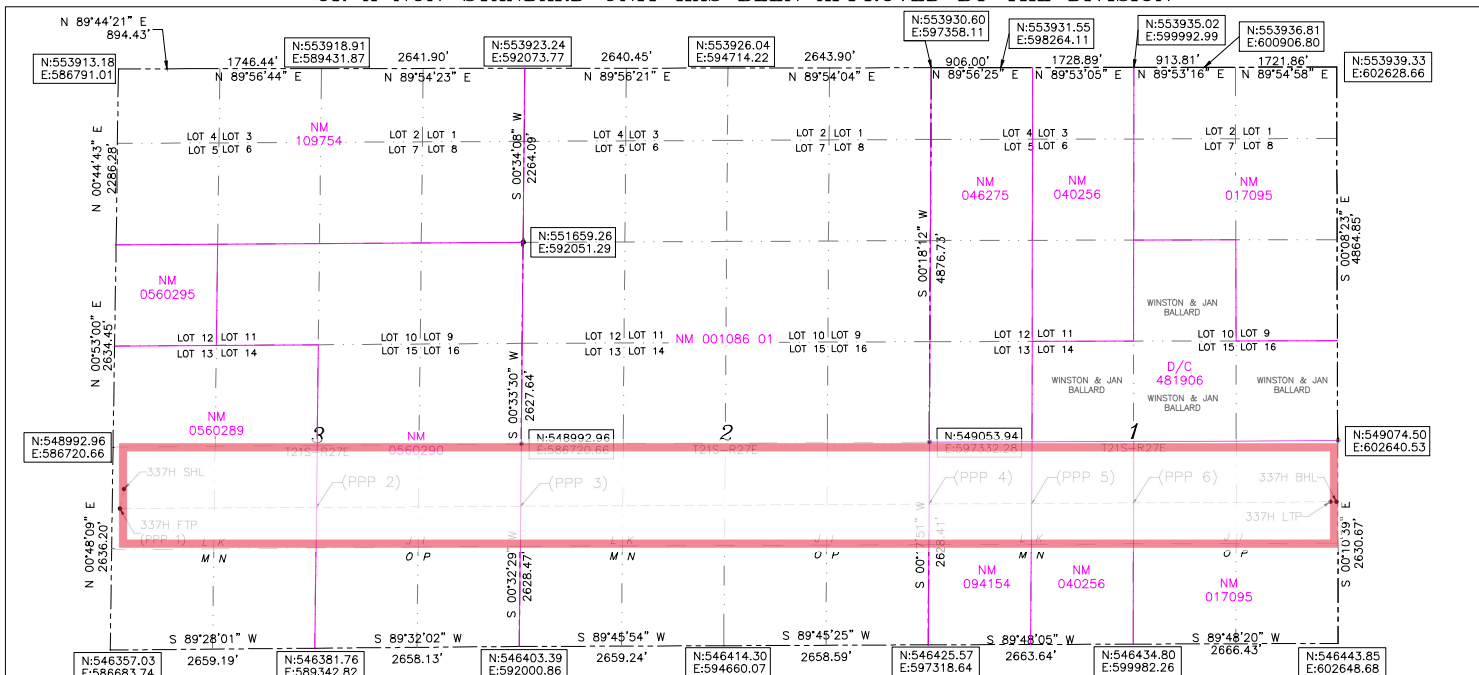 OR A NON-STANDARD UNIT HAS BEEN APPROVED BY THE DIVISION
N 89°44'21" E
894.43'
N:553913.18
E:586791.01
1746.44'
N 89°56'44" E
N:553918.91
E:589431.87
2641.90'
N 89°54'23" E
N:553923.24
E:592073.77
2640.45'
N 89°56'21" E
N:553926.04
E:594714.22
2643.90'
N 89°54'04" E
N:553930.60
E:597358.11
906.00'
N 89°56'25" E
N:553931.55
E:598264.11
1728.89'
N 89°53'05" E
N:553935.02
E:599992.99
913.81'
N 89°53'16" E
N:553936.81
E:600906.80
1721.86'
N 89°54'58" E
N:553939.33
E:602628.66
N 00°44'43" E
2286.28'
LOT 4 LOT 3
LOT 5 LOT 6
NM
109754
LOT 2 LOT 1
LOT 7 LOT 8
S 00°34'08" W
2264.09'
LOT 4 LOT 3
LOT 5 LOT 6
LOT 2 LOT 1
LOT 7 LOT 8
LOT 4 LOT 3
LOT 5 LOT 6
LOT 2 LOT 1
LOT 7 LOT 8
NM
046275
NM
040256
NM
017095
S 00°18'12" W
4876.73'
S 00°08'23" E
4864.85'
N:551659.26
E:592051.29
NM
0560295
WINSTON & JAN
BALLARD
N 00°53'00" E
2634.45'
LOT 12 LOT 11
LOT 13 LOT 14
LOT 10 LOT 9
LOT 15 LOT 16
LOT 12 LOT 11
LOT 13 LOT 14
NM 001086 01
LOT 10 LOT 9
LOT 15 LOT 16
LOT 12 LOT 11
LOT 13 LOT 14
LOT 10 LOT 9
LOT 15 LOT 16
S 00°33'30" W
2627.64'
WINSTON & JAN
BALLARD
D/C
481906
WINSTON & JAN
BALLARD
WINSTON & JAN
BALLARD
NM
0560289
3
NM
0560290
2
1
N:548992.96
E:586720.66
T21S-R27E
N:548992.96
E:586720.66
T21S-R27E
N:549053.94
E:597332.28
T21S-R27E
N:549074.50
E:602640.53
337H SHL
(PPP 2)
(PPP 3)
(PPP 4)
(PPP 5)
(PPP 6)
337H BHL
337H FTP
(PPP 1)
337H LTP
N 00°48'09" E
2636.20'
L K
M N
J I
O P
S 00°32'29" W
2628.47'
L K
M N
J I
O P
2628.41'
L K
M N
J I
O P
S 00°10'39" E
2630.67'
NM
094154
NM
040256
NM
017095
S 89°28'01" W
2659.19'
S 89°32'02" W
2658.13'
S 89°45'54" W
2659.24'
S 89°45'25" W
2658.59'
S 89°48'05" W
2663.64'
S 89°48'20" W
2666.43'
N:546357.03
E:586683.74
N:546381.76
E:589342.82
N:546403.39
E:592000.86
N:546414.30
E:594660.07
N:546425.57
E:597318.64
N:546434.80
E:599982.26
N:546443.85
E:602648.68